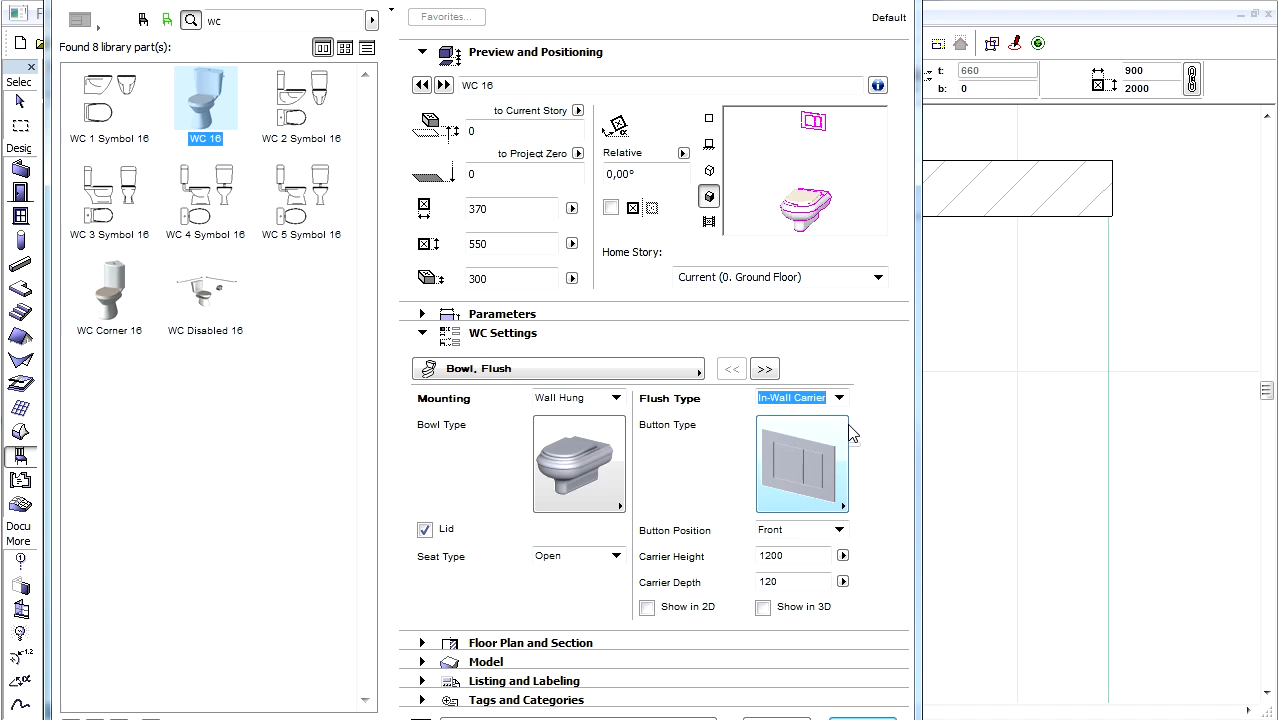 F
wc
Favorites...
Default
Found 8 library part(s):
Preview and Positioning
t:
660
900
b:
0
2000
Selec
WC 16
to Current Story
0
WC 1 Symbol 16
WC 16
WC 2 Symbol 16
Desig
to Project Zero
Relative
0
0,00°
370
WC 3 Symbol 16
WC 4 Symbol 16
WC 5 Symbol 16
550
Home Story:
300
Current (0. Ground Floor)
Parameters
WC Corner 16
WC Disabled 16
WC Settings
Bowl, Flush
<<
>>
Mounting
Wall Hung
Flush Type
In-Wall Carrier
Bowl Type
Button Type
Docu
Lid
Button Position
Front
More
Seat Type
Open
Carrier Height
1200
Carrier Depth
120
Show in 2D
Show in 3D
Floor Plan and Section
1.2
Model
Listing and Labeling
Tags and Categories